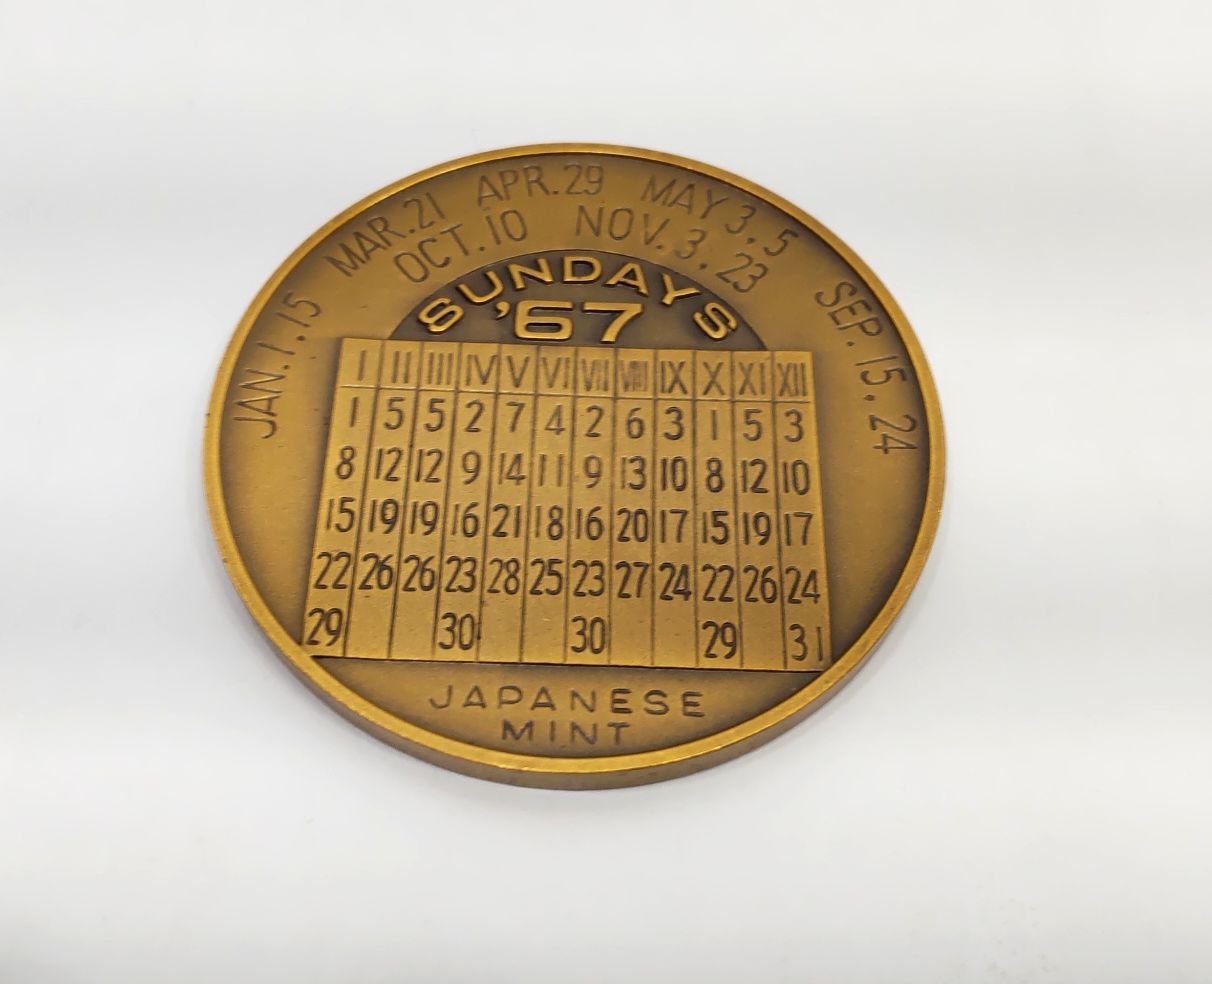 JAN. 1. 15 MAR. 21 APR. 29 MAY 3, 5 SEP. 15, 24
OCT. 10 NOV. 3, 23
SUNDAYS
'67
I II III IV V VI VII VIII IX X XI XII
1 5 5 2 7 4 2 6 3 1 5 3
8 12 12 9 14 11 9 13 10 8 12 10
15 19 19 16 21 18 16 20 17 15 19 17
22 26 26 23 28 25 23 27 24 22 26 24
29 30 30 29 31
JAPANESE
MINT